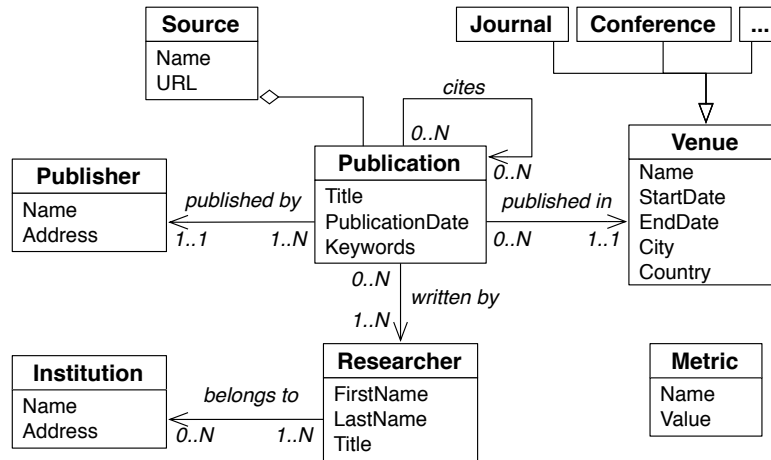 Source
Name
URL
Journal
Conference
...
cites
0..N
0..N
Publication
Title
PublicationDate
Keywords
Venue
Name
StartDate
EndDate
City
Country
Publisher
Name
Address
published by
1..1
1..N
published in
0..N
1..1
0..N
written by
1..N
Researcher
FirstName
LastName
Title
Institution
Name
Address
belongs to
0..N
1..N
Metric
Name
Value